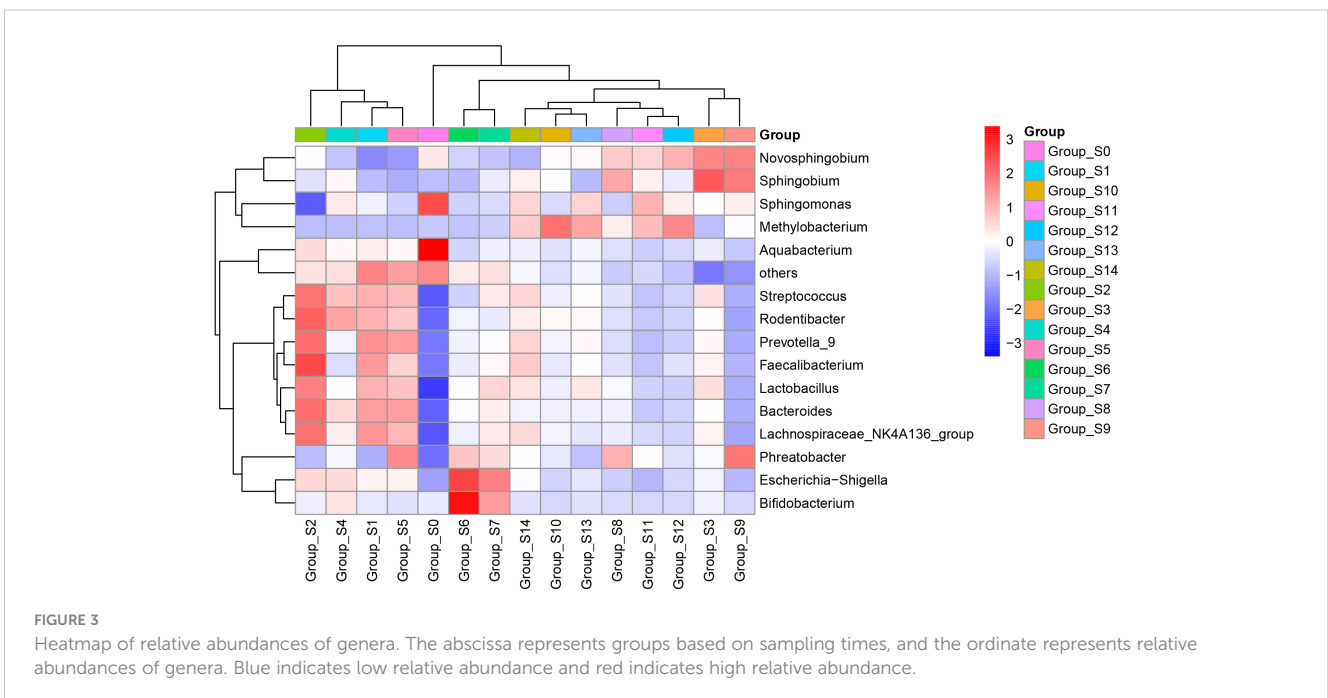 Group
Novosphingobium
Sphingobium
Sphingomonas
Methylobacterium
Aquabacterium
others
Streptococcus
Rodentibacter
Prevotella_9
Faecalibacterium
Lactobacillus
Bacteroides
Lachnospiraceae_NK4A136_group
Phreatobacter
Escherichia−Shigella
Bifidobacterium
Group_S2
Group_S4
Group_S1
Group_S5
Group_S0
Group_S6
Group_S7
Group_S14
Group_S10
Group_S13
Group_S8
Group_S11
Group_S12
Group_S3
Group_S9
3
2
1
0
−1
−2
−3
Group
Group_S0
Group_S1
Group_S10
Group_S11
Group_S12
Group_S13
Group_S14
Group_S2
Group_S3
Group_S4
Group_S5
Group_S6
Group_S7
Group_S8
Group_S9
FIGURE 3
Heatmap of relative abundances of genera. The abscissa represents groups based on sampling times, and the ordinate represents relative
abundances of genera. Blue indicates low relative abundance and red indicates high relative abundance.